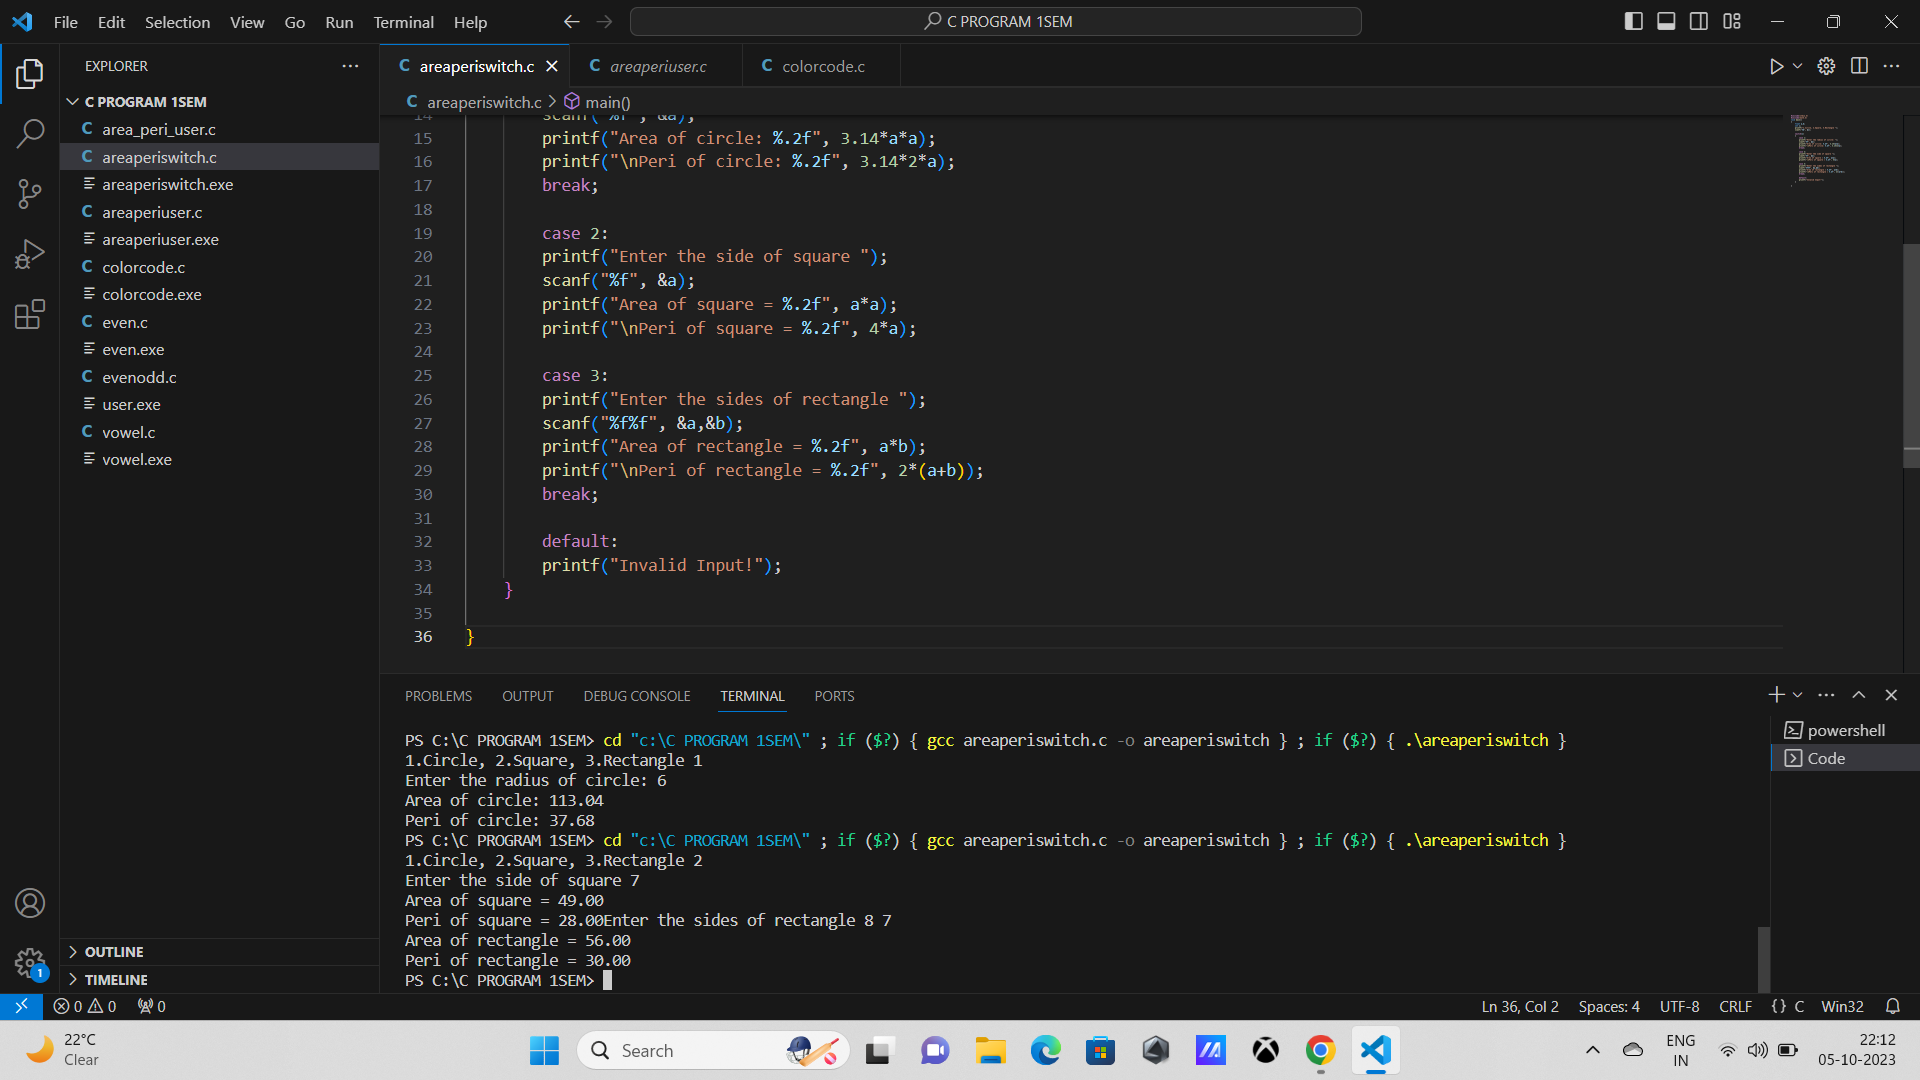 File Edit Selection View Go Run Terminal Help
C PROGRAM 1SEM
EXPLORER
C PROGRAM 1SEM
C area_peri_user.c
C areaperiswitch.c
areaperiswitch.exe
C areaperiuser.c
areaperiuser.exe
C colorcode.c
colorcode.exe
C even.c
even.exe
C evenodd.c
user.exe
C vowel.c
vowel.exe
OUTLINE
TIMELINE
C areaperiswitch.c C areaperiuser.c C colorcode.c
C areaperiswitch.c > main()
14 scanf("%f", &a);
15 printf("Area of circle: %.2f", 3.14*a*a);
16 printf("\nPeri of circle: %.2f", 3.14*2*a);
17 break;
18
19 case 2:
20 printf("Enter the side of square ");
21 scanf("%f", &a);
22 printf("Area of square = %.2f", a*a);
23 printf("\nPeri of square = %.2f", 4*a);
24
25 case 3:
26 printf("Enter the sides of rectangle ");
27 scanf("%f%f", &a,&b);
28 printf("Area of rectangle = %.2f", a*b);
29 printf("\nPeri of rectangle = %.2f", 2*(a+b));
30 break;
31
32 default:
33 printf("Invalid Input!");
34 }
35
36 }
PROBLEMS OUTPUT DEBUG CONSOLE TERMINAL PORTS
PS C:\C PROGRAM 1SEM> cd "c:\C PROGRAM 1SEM\" ; if ($?) { gcc areaperiswitch.c -o areaperiswitch } ; if ($?) { .\areaperiswitch }
1.Circle, 2.Square, 3.Rectangle 1
Enter the radius of circle: 6
Area of circle: 113.04
Peri of circle: 37.68
PS C:\C PROGRAM 1SEM> cd "c:\C PROGRAM 1SEM\" ; if ($?) { gcc areaperiswitch.c -o areaperiswitch } ; if ($?) { .\areaperiswitch }
1.Circle, 2.Square, 3.Rectangle 2
Enter the side of square 7
Area of square = 49.00
Peri of square = 28.00Enter the sides of rectangle 8 7
Area of rectangle = 56.00
Peri of rectangle = 30.00
PS C:\C PROGRAM 1SEM>
powershell
Code
1
0 0 0
Ln 36, Col 2 Spaces: 4 UTF-8 CRLF {} C Win32
22°C
Clear
Search
ENG
IN
22:12
05-10-2023